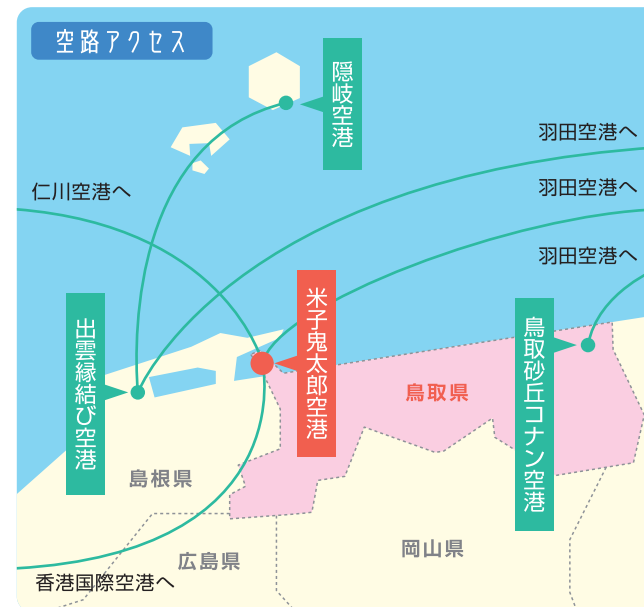 空路アクセス
隠岐空港
羽田空港へ
仁川空港へ
羽田空港へ
羽田空港へ
米子鬼太郎空港
鳥取砂丘コナン空港
出雲縁結び空港
鳥取県
島根県
広島県
岡山県
香港国際空港へ